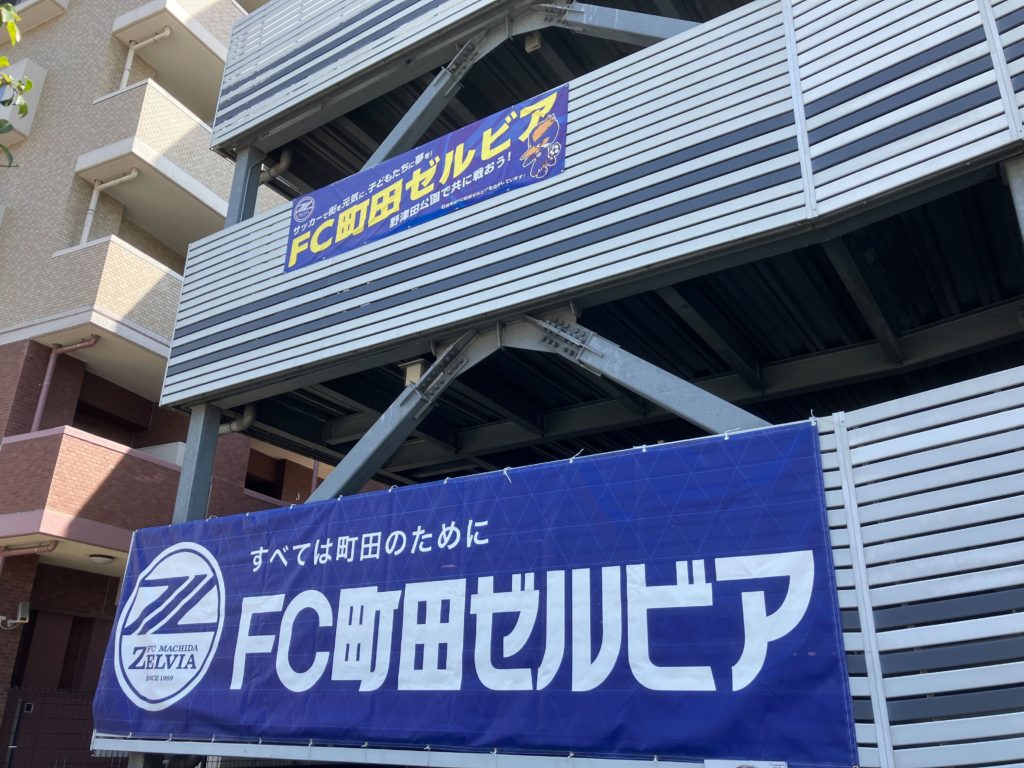 サッカーで街を元気に、子どもたちに夢を!
FC町田ゼルビア
野津田公園で共に戦おう!
すべては町田のために
FC町田ゼルビア
FC MACHIDA
ZELVIA
SINCE 1989